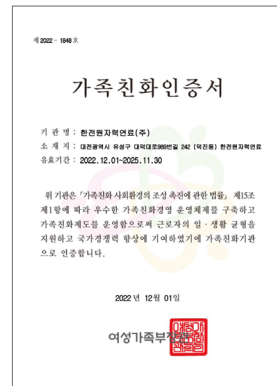 제 2022 - 1848 호
가족친화인증서
기 관 명 : 한전원자력연료(주)
소 재 지 : 대전광역시 유성구 대덕대로989번길 242 (덕진동) 한전원자력연료
유효기간 : 2022.12.01~2025.11.30
위 기관은 「가족친화 사회환경의 조성 촉진에 관한 법률」 제15조
제1항에 따라 우수한 가족친화경영 운영체제를 구축하고
가족친화제도를 운영함으로써 근로자의 일 · 생활 균형을
지원하고 국가경쟁력 향상에 기여하였기에 가족친화기관
으로 인증합니다.
2022 년 12 월 01일
여성가족부장관